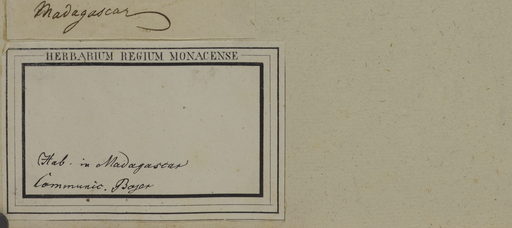 Madagascar
HERBARIUM REGIUM MONACENSE
Hab. in Madagascar
Communic. Bojer